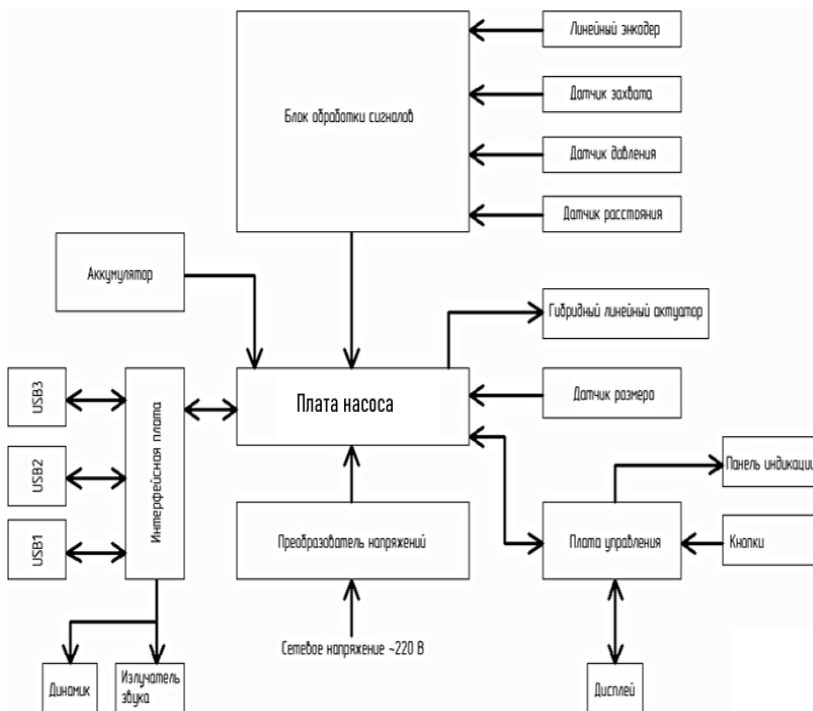 Линейный энкодер
Датчик захвата
Блок обработки сигналов
Датчик давления
Датчик расстояния
Аккумулятор
Гибридный линейный актуатор
USB3
USB2
USB1
Интерфейсная плата
Плата насоса
Датчик размера
Панель индикации
Преобразователь напряжений
Плата управления
Кнопки
Сетевое напряжение ~220 В
Динамик
Излучатель
звука
Дисплей